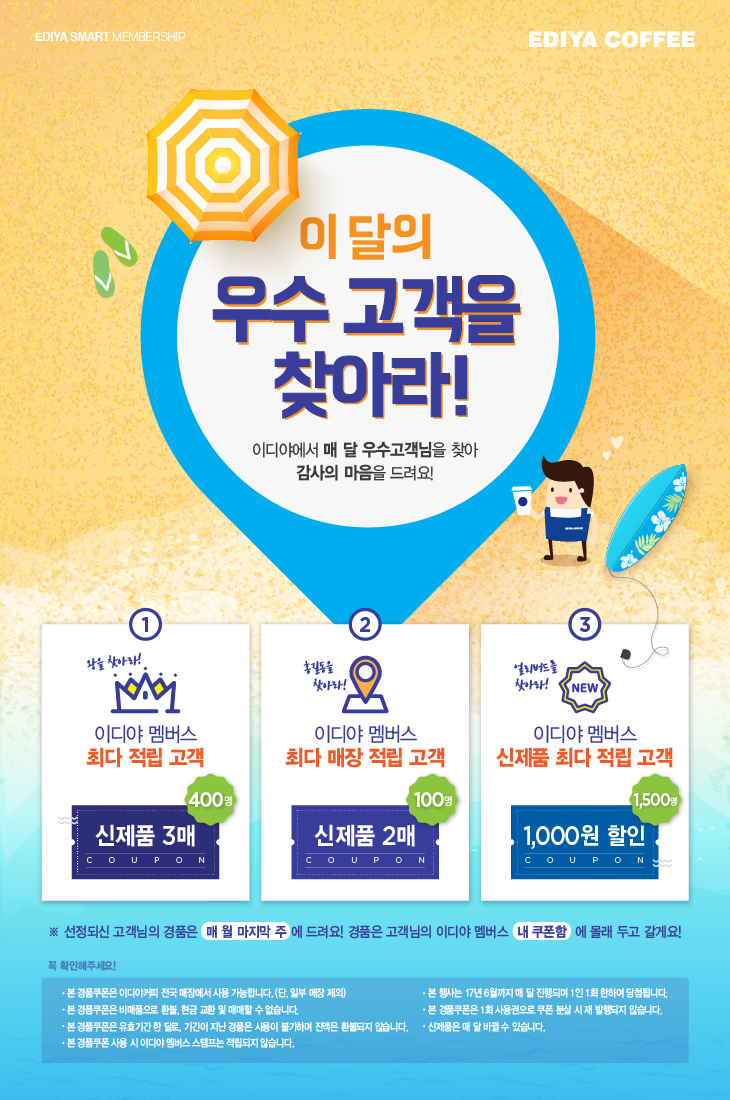 EDIYA SMART MEMBERSHIP
EDIYA COFFEE
이달의
우수 고객을
찾아라!
이디야에서 매 달 우수고객님을 찾아
감사의 마음을 드려요!
EDIYA COFFEE
1
왕을 찾아라!
이디야 멤버스
최다 적립 고객
400명
신제품 3매
COUPON
2
홍길동을
찾아라!
이디야 멤버스
최다 매장 적립 고객
100명
신제품 2매
COUPON
3
얼리버드를
찾아라!
NEW
이디야 멤버스
신제품 최다 적립 고객
1,500명
1,000원 할인
COUPON
※ 선정되신 고객님의 경품은 매 월 마지막 주에 드려요! 경품은 고객님의 이디야 멤버스 내 쿠폰함 에 몰래 두고 갈게요!
꼭 확인해주세요!
· 본 경품쿠폰은 이디야커피 전국 매장에서 사용 가능합니다. (단, 일부 매장 제외)
· 본 경품쿠폰은 비매품으로 환불, 현금 교환 및 매매할 수 없습니다.
· 본 경품쿠폰은 유효기간 한 달로, 기간이 지난 경품은 사용이 불가하며 잔액은 환불되지 않습니다.
· 본 경품쿠폰 사용 시 이디야 멤버스 스탬프는 적립되지 않습니다.
· 본 행사는 17년 6월까지 매 달 진행되며 1인 1회 한하여 당첨됩니다.
· 본 경품쿠폰은 1회 사용권으로 쿠폰 분실 시 재 발행되지 않습니다.
· 신제품은 매 달 바뀔 수 있습니다.